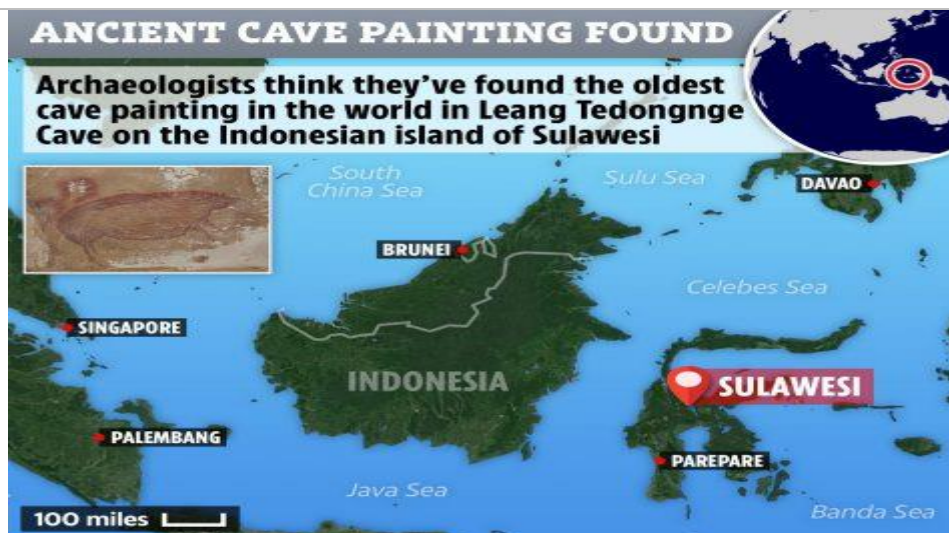 ANCIENT CAVE PAINTING FOUND
Archaeologists think they've found the oldest
cave painting in the world in Leang Tedongnge
Cave on the Indonesian island of Sulawesi
South
China Sea
Sulu Sea
DAVAO
BRUNEI
Celebes Sea
SINGAPORE
INDONESIA
SULAWESI
PALEMBANG
PAREPARE
Java Sea
Banda Sea
100 miles